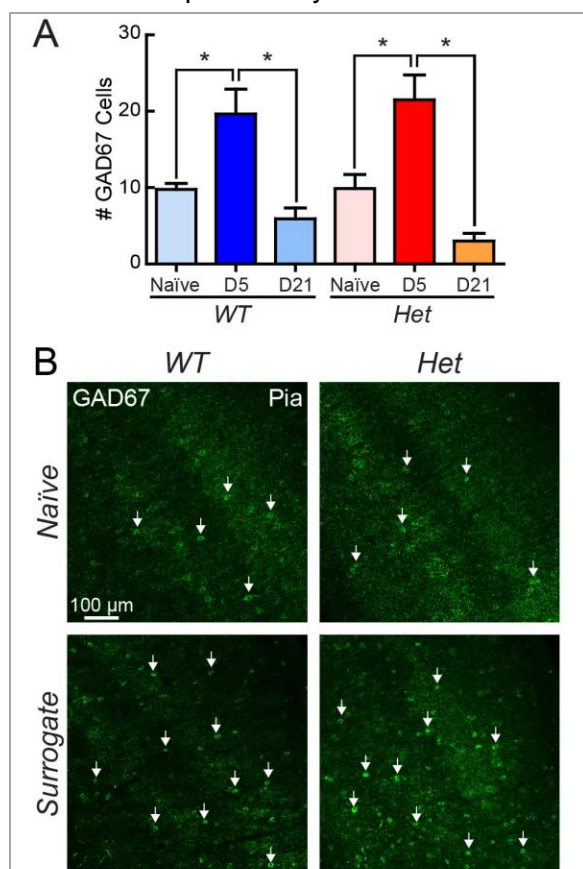 A
30
20
10
0
# GAD67 Cells
* * * *
Naïve D5 D21 Naïve D5 D21
WT Het
B
WT Het
GAD67 Pia
Naïve
100 µm
Surrogate